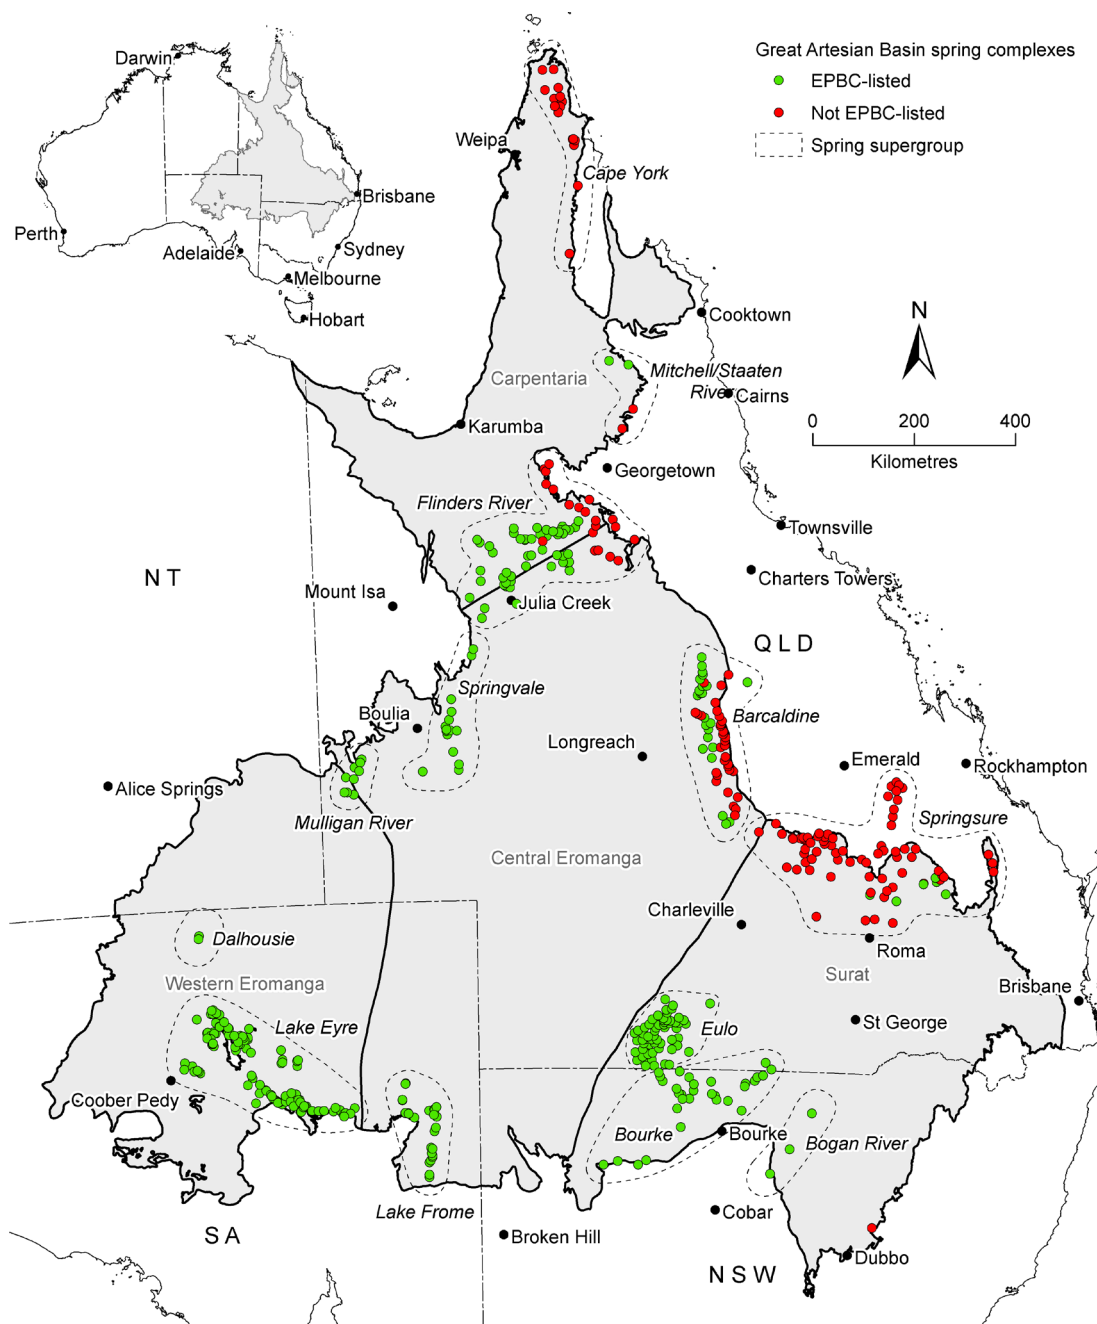 Great Artesian Basin spring complexes
EPBC-listed
Not EPBC-listed
Spring supergroup
Darwin
Brisbane
Perth
Adelaide
Sydney
Melbourne
Hobart
Weipa
Cape York
N
Cooktown
Carpentaria
Mitchell/Staaten
River
Cairns
0 200 400
Kilometres
Karumba
Georgetown
Flinders River
Townsville
N T
Charters Towers
Mount Isa
Julia Creek
Q L D
Springvale
Boulia
Barcaldine
Longreach
Emerald
Rockhampton
Alice Springs
Mulligan River
Springsure
Central Eromanga
Charleville
Dalhousie
Roma
Western Eromanga
Surat
Brisbane
Lake Eyre
Eulo
St George
Coober Pedy
Bourke
Bourke
Bogan River
Lake Frome
Cobar
S A
Broken Hill
Dubbo
N S W